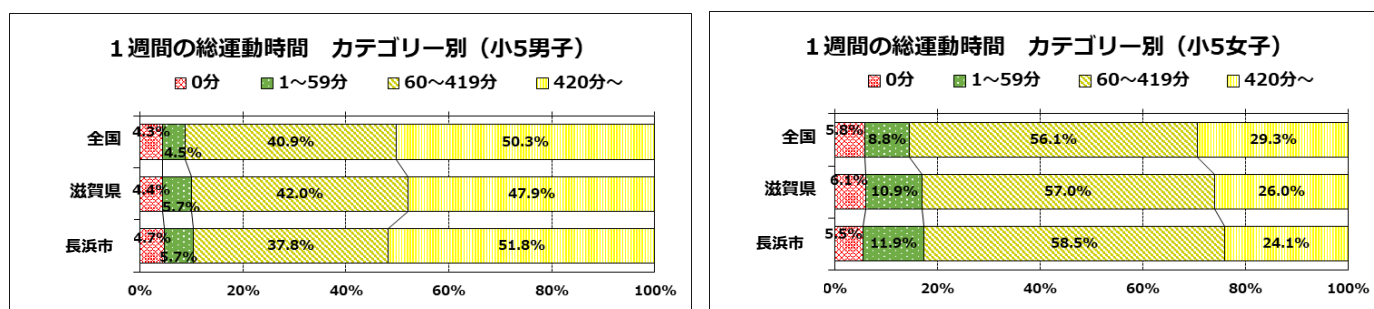 1週間の総運動時間　カテゴリー別（小5男子）
0分 1～59分 60～419分 420分～
全国 4.3% 4.5% 40.9% 50.3%
滋賀県 4.4% 5.7% 42.0% 47.9%
長浜市 4.7% 5.7% 37.8% 51.8%
0% 20% 40% 60% 80% 100%
1週間の総運動時間　カテゴリー別（小5女子）
0分 1～59分 60～419分 420分～
全国 5.8% 8.8% 56.1% 29.3%
滋賀県 6.1% 10.9% 57.0% 26.0%
長浜市 5.5% 11.9% 58.5% 24.1%
0% 20% 40% 60% 80% 100%